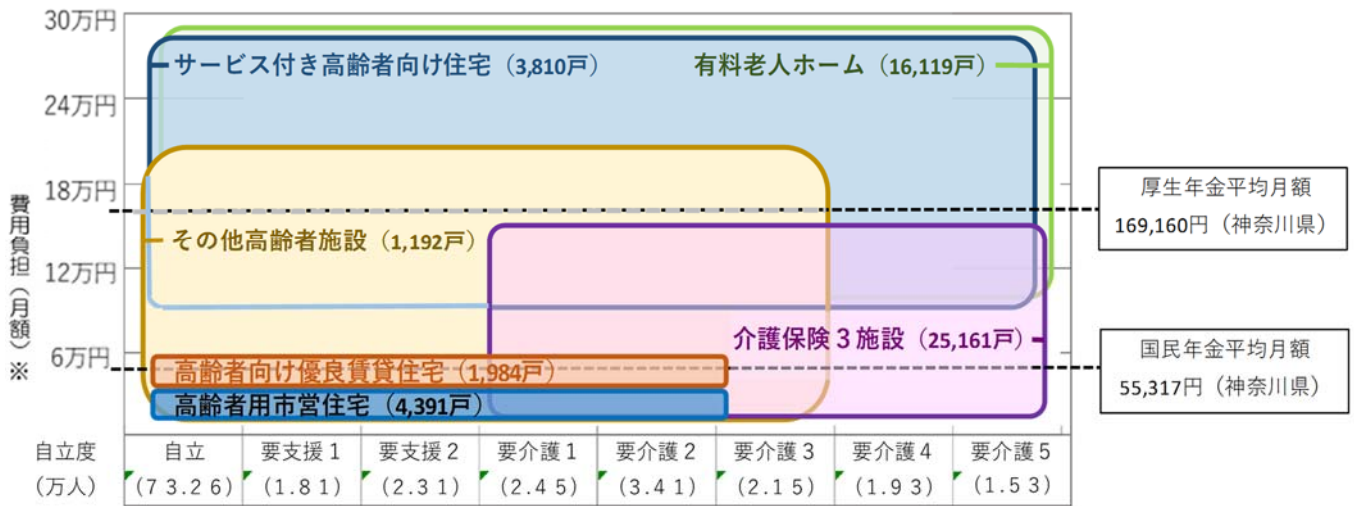 30万円
サービス付き高齢者向け住宅（3,810戸）
有料老人ホーム（16,119戸）
24万円
18万円
厚生年金平均月額
169,160円（神奈川県）
その他高齢者施設（1,192戸）
12万円
費用負担（月額）※
介護保険３施設（25,161戸）
6万円
国民年金平均月額
55,317円（神奈川県）
高齢者向け優良賃貸住宅（1,984戸）
高齢者用市営住宅（4,391戸）
自立度 自立 要支援１ 要支援２ 要介護１ 要介護２ 要介護３ 要介護４ 要介護５
（万人） （７３.２６） （１.８１） （２.３１） （２.４５） （３.４１） （２.１５） （１.９３） （１.５３）